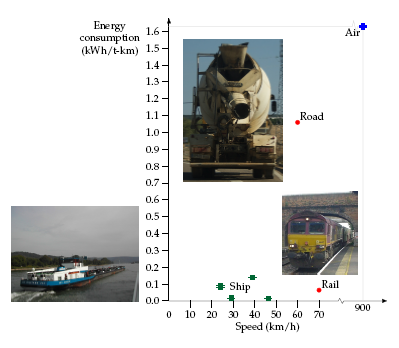 Energy
consumption
(kWh/t-km)
1.6
1.5
1.4
1.3
1.2
1.1
1.0
0.9
0.8
0.7
0.6
0.5
0.4
0.3
0.2
0.1
0.0
Air
Road
Ship
Rail
0 10 20 30 40 50 60 70 900
Speed (km/h)